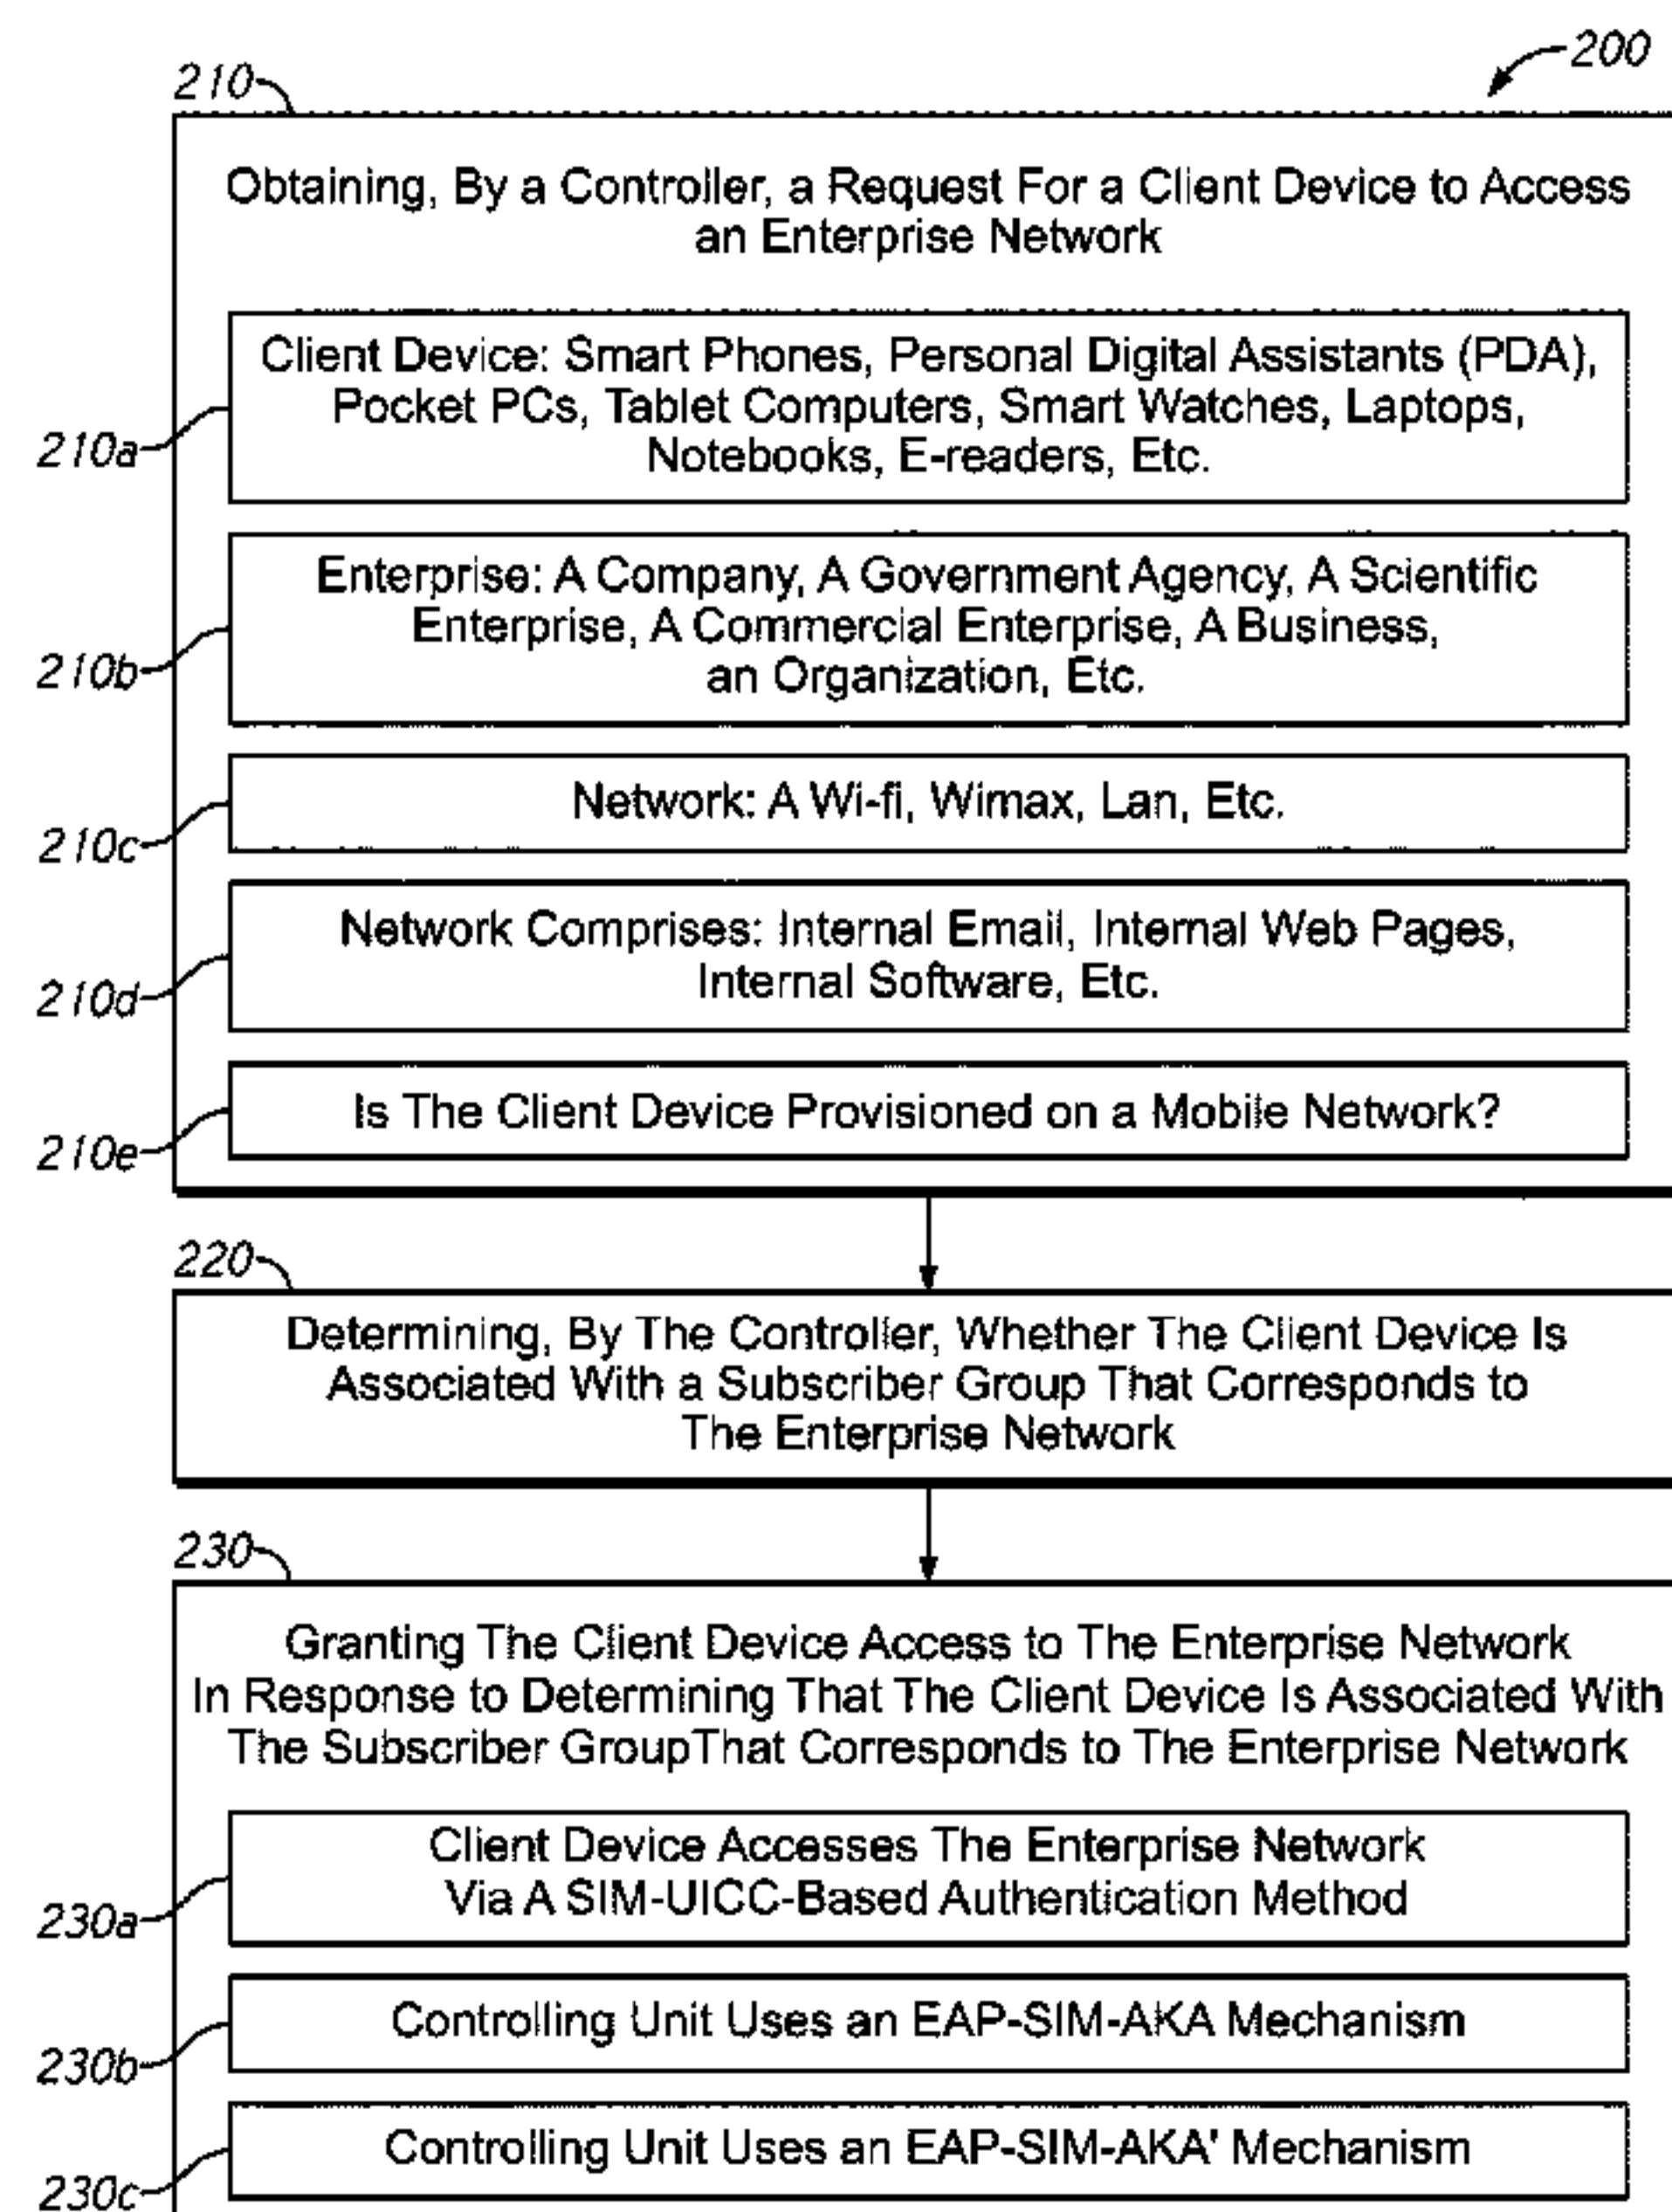 200
210
Obtaining, By a Controller, a Request For a Client Device to Access
an Enterprise Network
Client Device: Smart Phones, Personal Digital Assistants (PDA),
Pocket PCs, Tablet Computers, Smart Watches, Laptops,
Notebooks, E-readers, Etc.
210a
Enterprise: A Company, A Government Agency, A Scientific
Enterprise, A Commercial Enterprise, A Business,
an Organization, Etc.
210b
Network: A Wi-fi, Wimax, Lan, Etc.
210c
Network Comprises: Internal Email, Internal Web Pages,
Internal Software, Etc.
210d
Is The Client Device Provisioned on a Mobile Network?
210e
220
Determining, By The Controller, Whether The Client Device Is
Associated With a Subscriber Group That Corresponds to
The Enterprise Network
230
Granting The Client Device Access to The Enterprise Network
In Response to Determining That The Client Device Is Associated With
The Subscriber GroupThat Corresponds to The Enterprise Network
Client Device Accesses The Enterprise Network
Via A SIM-UICC-Based Authentication Method
230a
Controlling Unit Uses an EAP-SIM-AKA Mechanism
230b
Controlling Unit Uses an EAP-SIM-AKA' Mechanism
230c